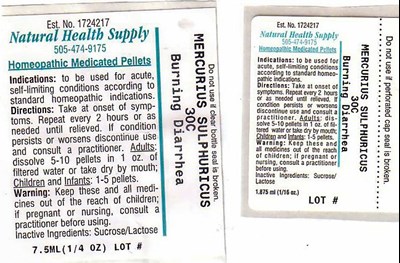 Est. No. 1724217
Natural Health Supply
505-474-9175
Homeopathic Medicated Pellets
Indications: to be used for acute,
self-limiting conditions according to
standard homeopathic indications.
Directions: Take at onset of symp-
toms. Repeat every 2 hours or as
needed until relieved. If condition
persists or worsens discontinue use
and consult a practitioner. Adults:
dissolve 5-10 pellets in 1 oz. of
filtered water or take dry by mouth;
Children and Infants: 1-5 pellets.
Warning: Keep these and all medi-
cines out of the reach of children;
if pregnant or nursing, consult a
practitioner before using.
Inactive Ingredients: Sucrose/Lactose
7.5ML(1/4 OZ) LOT #
Do not use if clear bottle seal is broken.
MERCURIUS SULPHURICUS
30C
Burning Diarrhea
Est. No. 1724217
Natural Health Supply
505-474-9175
Homeopathic Medicated Pellets
Indications: to be used for acute,
self-limiting conditions according
to standard homeopathic indica-
tions. Directions: Take at onset
of symptoms. Repeat every 2
hours or as needed until relieved.
If condition persists or worsens
discontinue use and consult
a practitioner. Adults: dis-
solve 5-10 pellets in 1 oz. of filtered
water or take dry by mouth; Children
and Infants: 1-5 pellets.
Warning: Keep these and all
medicines out of the reach of
children; if pregnant or nursing,
consult a practitioner before using.
Inactive Ingredients: Sucrose/Lactose
1.875 ml (1/16 oz.)
LOT #
MERCURIUS SULPHURICUS
30C
Burning Diarrhea
Do not use if perforated cap seal is broken.